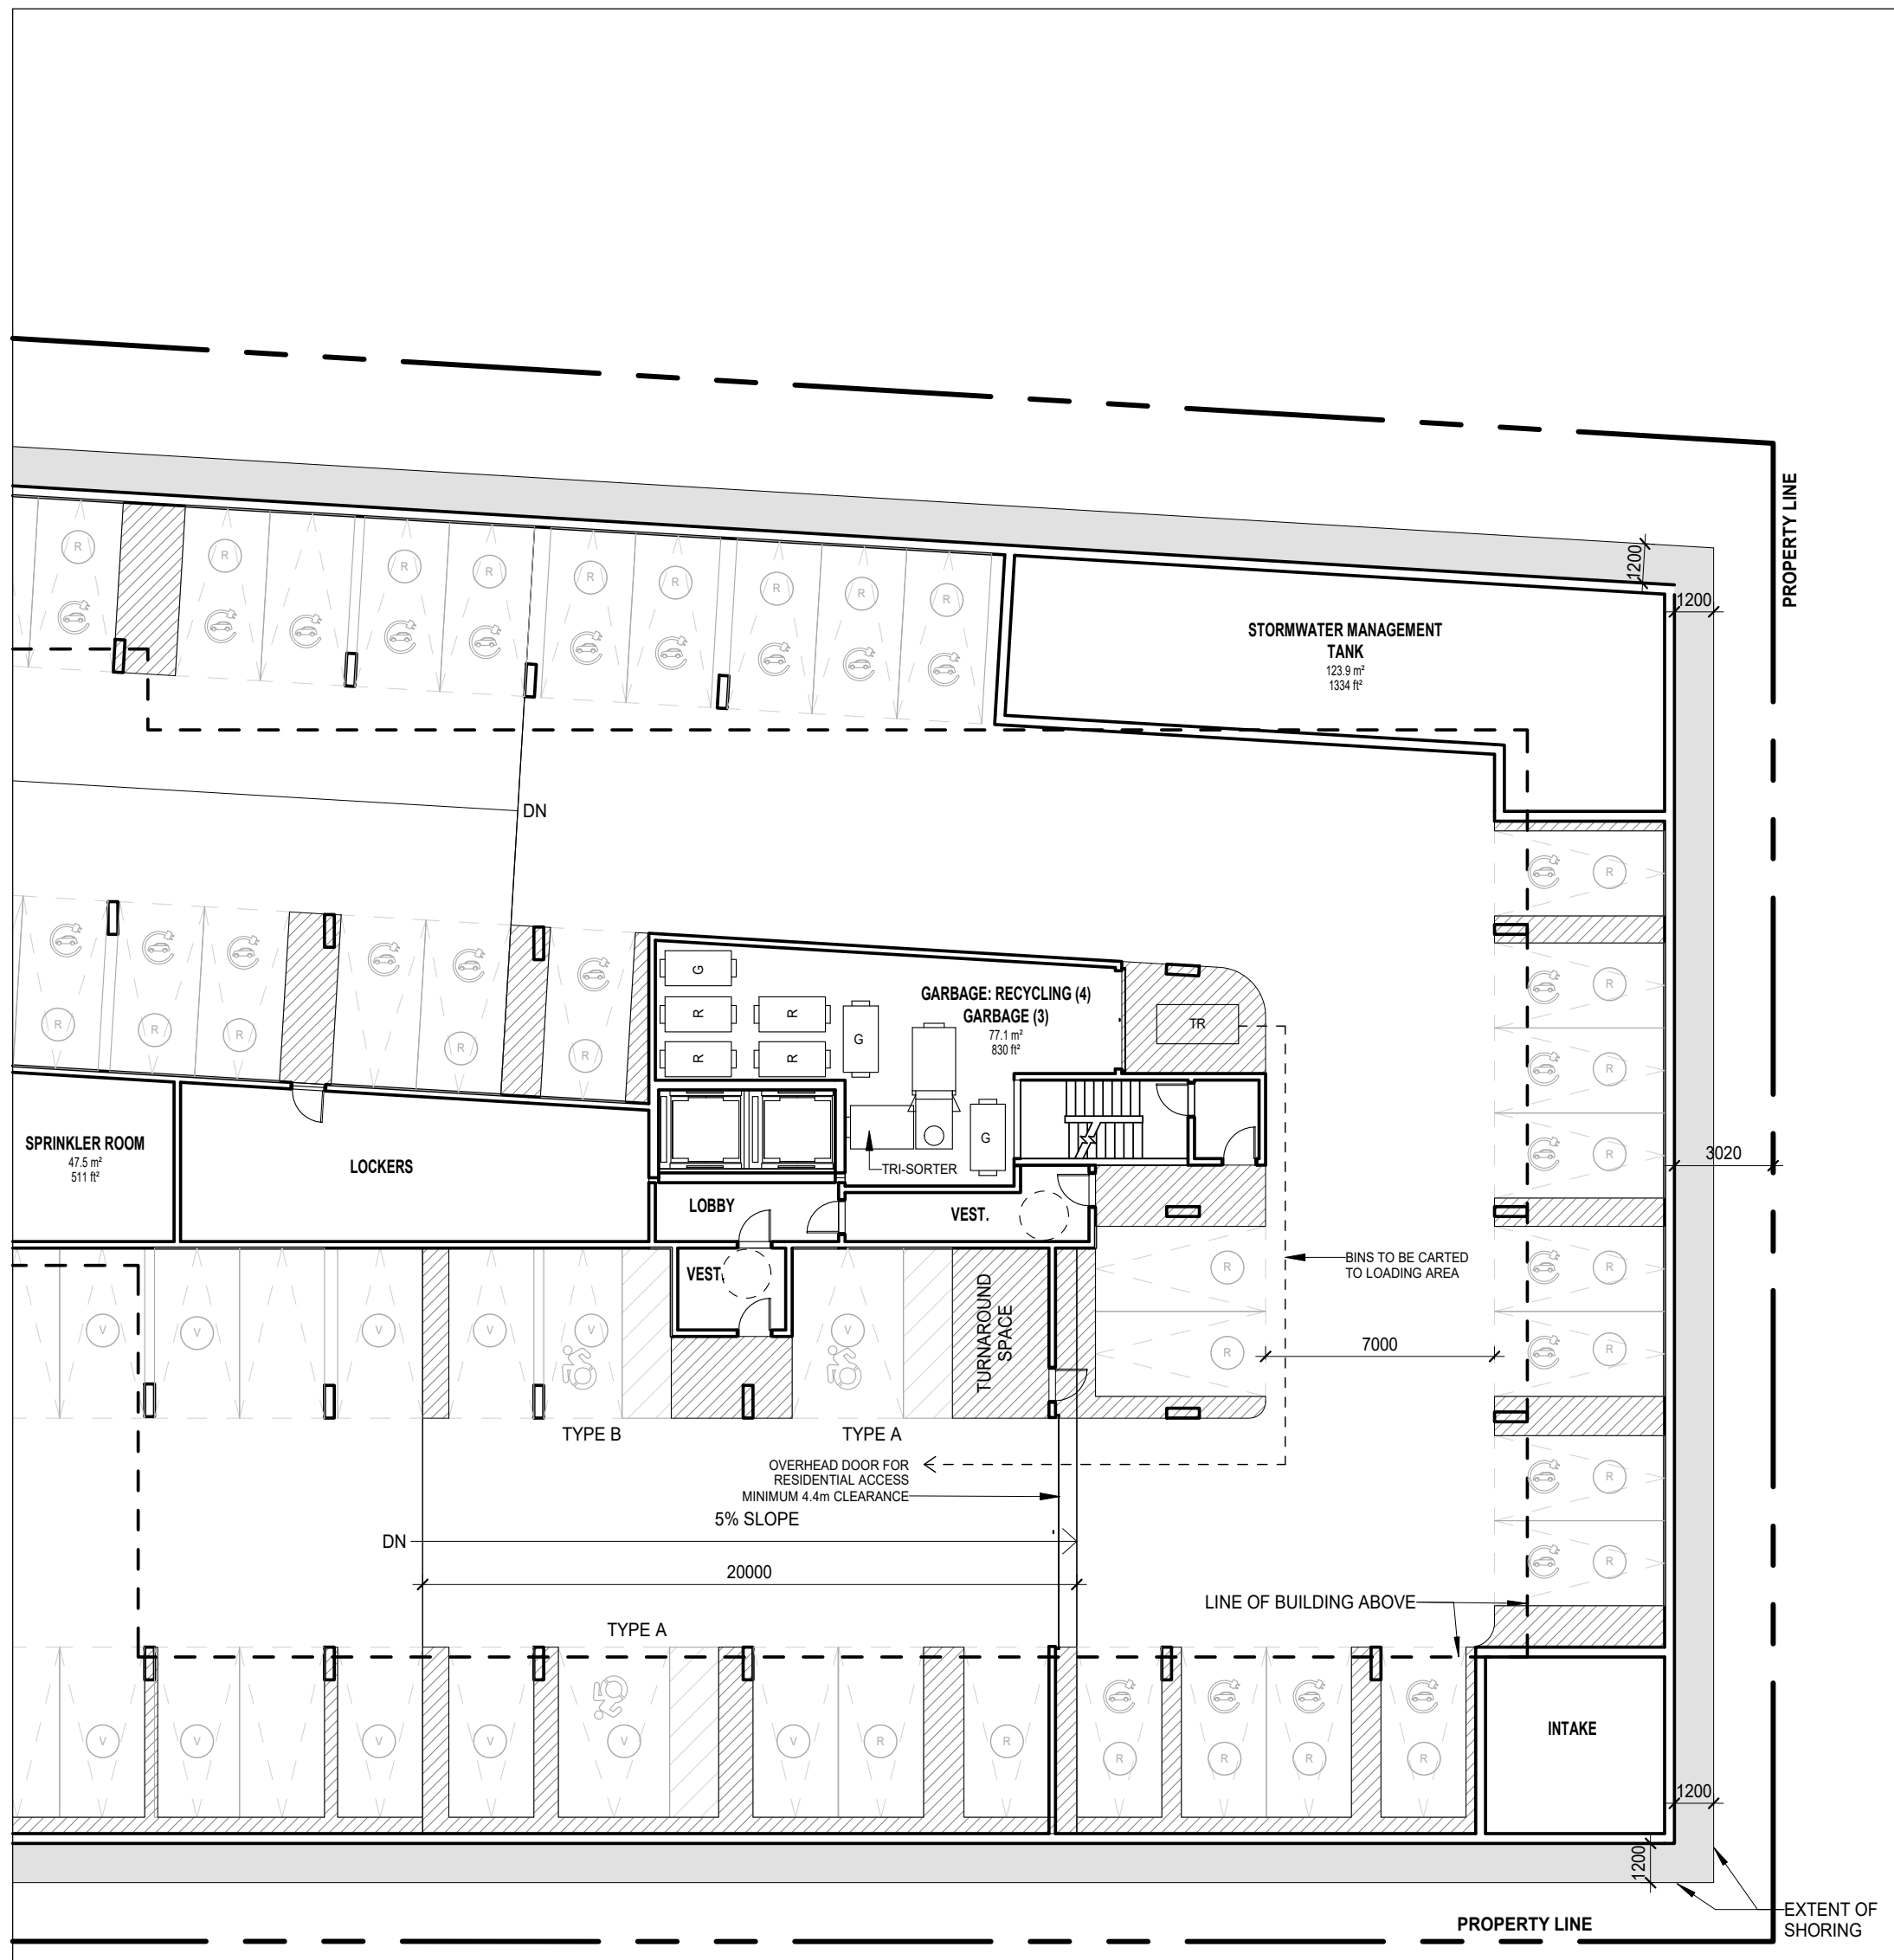 PROPERTY LINE
1200
1200
R
R
R
R
R
R
R
R
R
STORMWATER MANAGEMENT
TANK
123.9 m²
1334 ft²
DN
R
R
R
R
R
R
R
R
R
R
R
R
G
R
R
R
R
G
G
GARBAGE: RECYCLING (4)
GARBAGE (3)
77.1 m²
830 ft²
TR
TRI-SORTER
SPRINKLER ROOM
47.5 m²
511 ft²
LOCKERS
LOBBY
VEST.
VEST.
3020
BINS TO BE CARTED
TO LOADING AREA
TURNAROUND
SPACE
R
R
7000
V
V
V
V
V
V
TYPE B
TYPE A
OVERHEAD DOOR FOR
RESIDENTIAL ACCESS
MINIMUM 4.4m CLEARANCE
5% SLOPE
DN
20000
LINE OF BUILDING ABOVE
TYPE A
V
V
V
V
V
V
R
R
R
R
R
R
INTAKE
1200
1200
PROPERTY LINE
EXTENT OF
SHORING